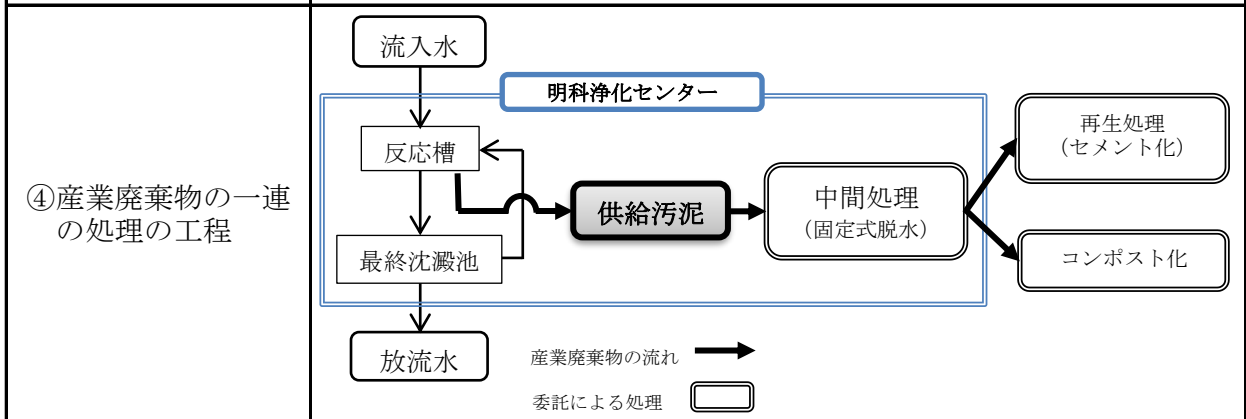 ④産業廃棄物の一連
の処理の工程
流入水
明科浄化センター
反応槽
最終沈澱池
放流水
供給汚泥
中間処理
(固定式脱水)
再生処理
(セメント化)
コンポスト化
産業廃棄物の流れ
委託による処理